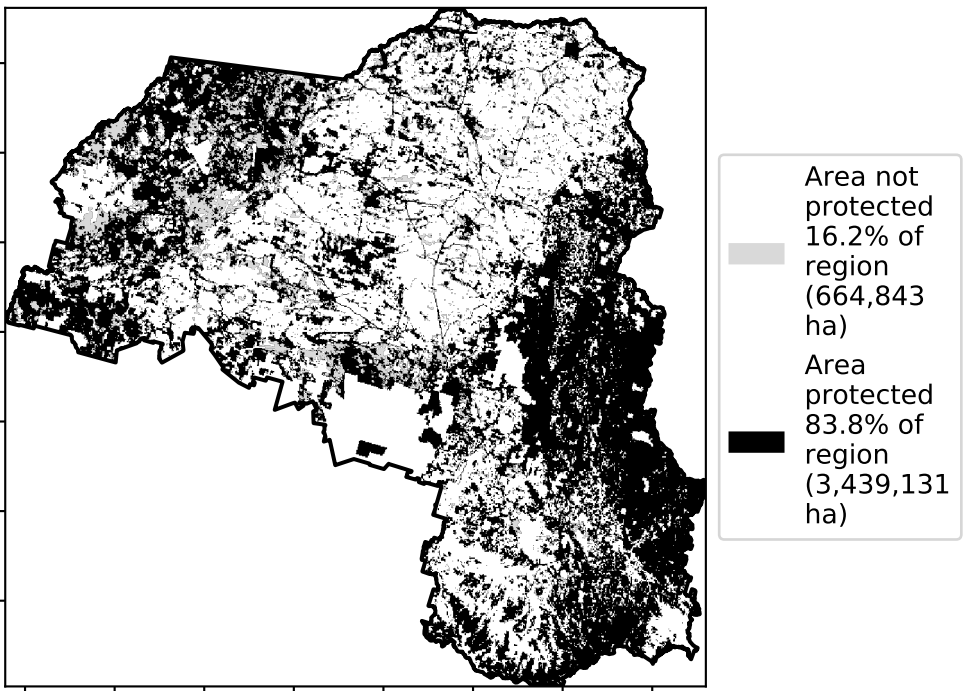 Area not
protected
16.2% of
region
(664,843
ha)
Area
protected
83.8% of
region
(3,439,131
ha)